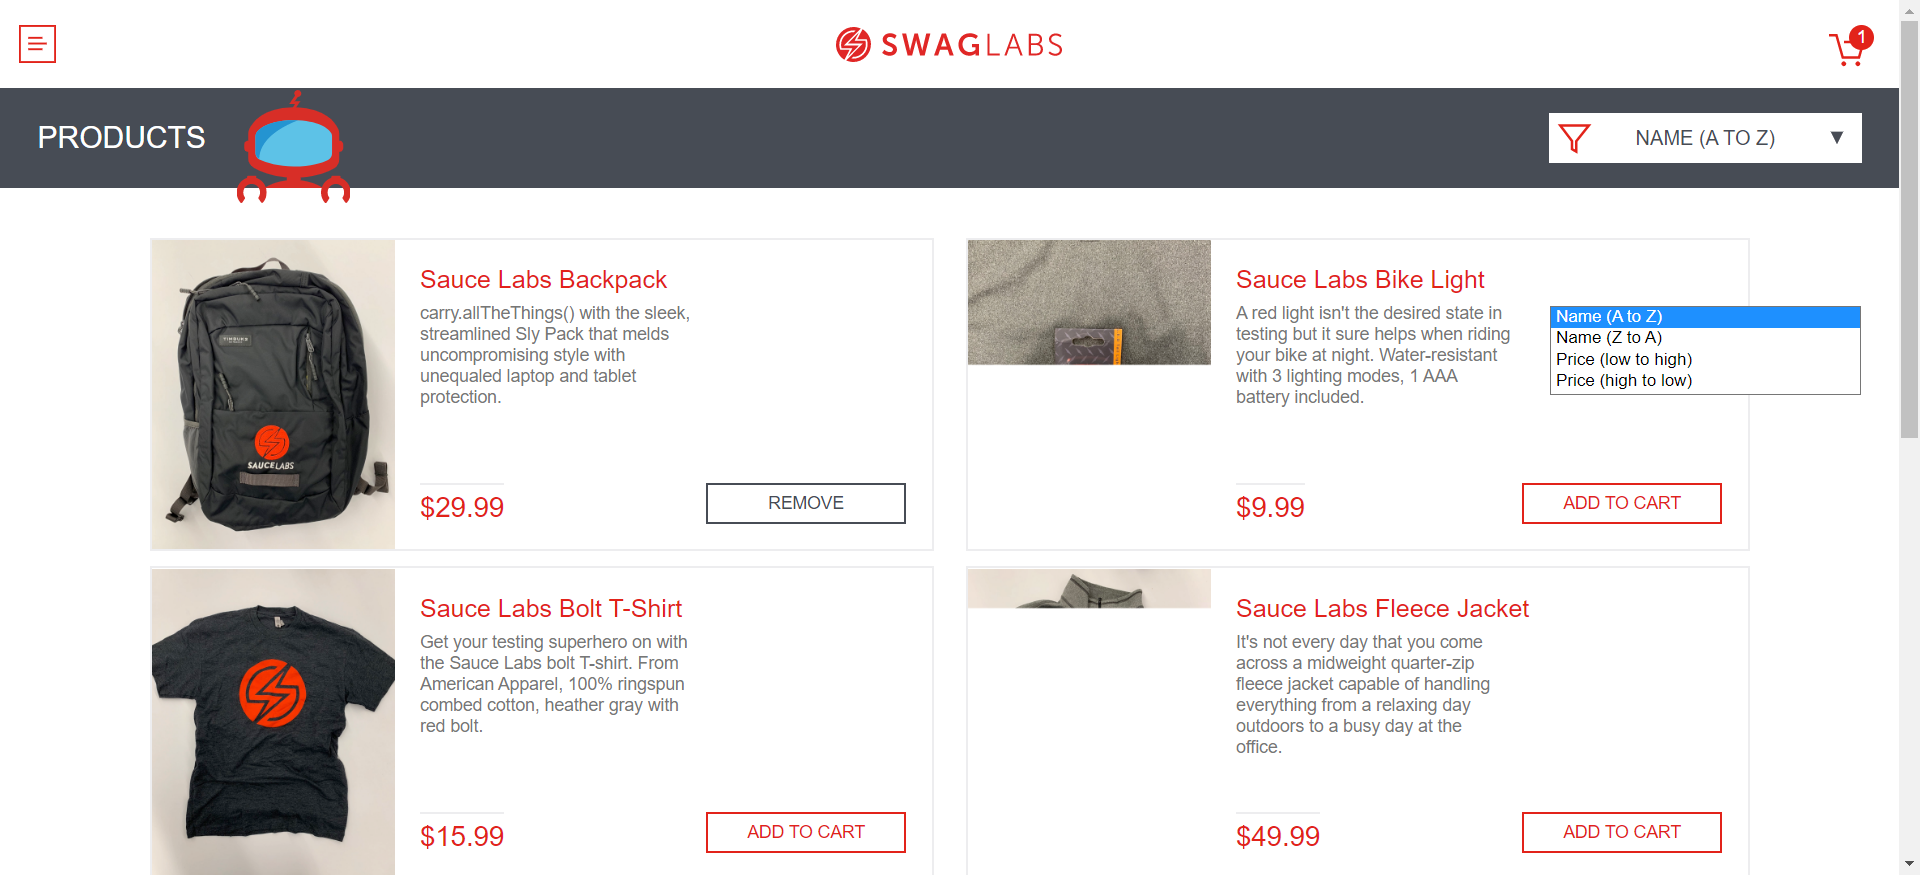 SWAGLABS
1
PRODUCTS
NAME (A TO Z) ▼
Sauce Labs Backpack
carry.allTheThings() with the sleek,
streamlined Sly Pack that melds
uncompromising style with
unequaled laptop and tablet
protection.
$29.99
REMOVE
SAUCELABS
Sauce Labs Bike Light
A red light isn't the desired state in
testing but it sure helps when riding
your bike at night. Water-resistant
with 3 lighting modes, 1 AAA
battery included.
$9.99
ADD TO CART
Name (A to Z)
Name (Z to A)
Price (low to high)
Price (high to low)
Sauce Labs Bolt T-Shirt
Get your testing superhero on with
the Sauce Labs bolt T-shirt. From
American Apparel, 100% ringspun
combed cotton, heather gray with
red bolt.
$15.99
ADD TO CART
Sauce Labs Fleece Jacket
It's not every day that you come
across a midweight quarter-zip
fleece jacket capable of handling
everything from a relaxing day
outdoors to a busy day at the
office.
$49.99
ADD TO CART